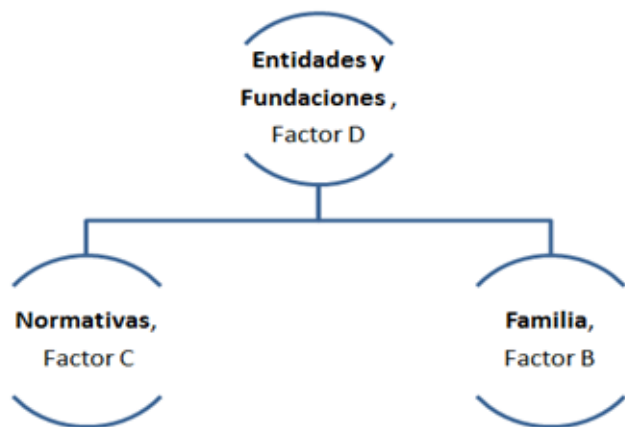 Entidades y
Fundaciones ,
Factor D
Normativas,
Factor C
Familia,
Factor B